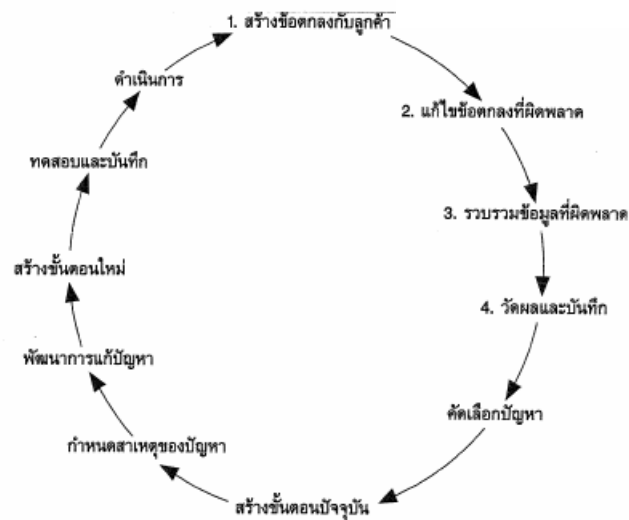 1. สร้างข้อตกลงกับลูกค้า
2. แก้ไขข้อตกลงที่ผิดพลาด
3. รวบรวมข้อมูลที่ผิดพลาด
4. วัดผลและบันทึก
คัดเลือกปัญหา
สร้างขั้นตอนปัจจุบัน
กำหนดสาเหตุของปัญหา
พัฒนาการแก้ปัญหา
สร้างขั้นตอนใหม่
ทดสอบและบันทึก
ดำเนินการ